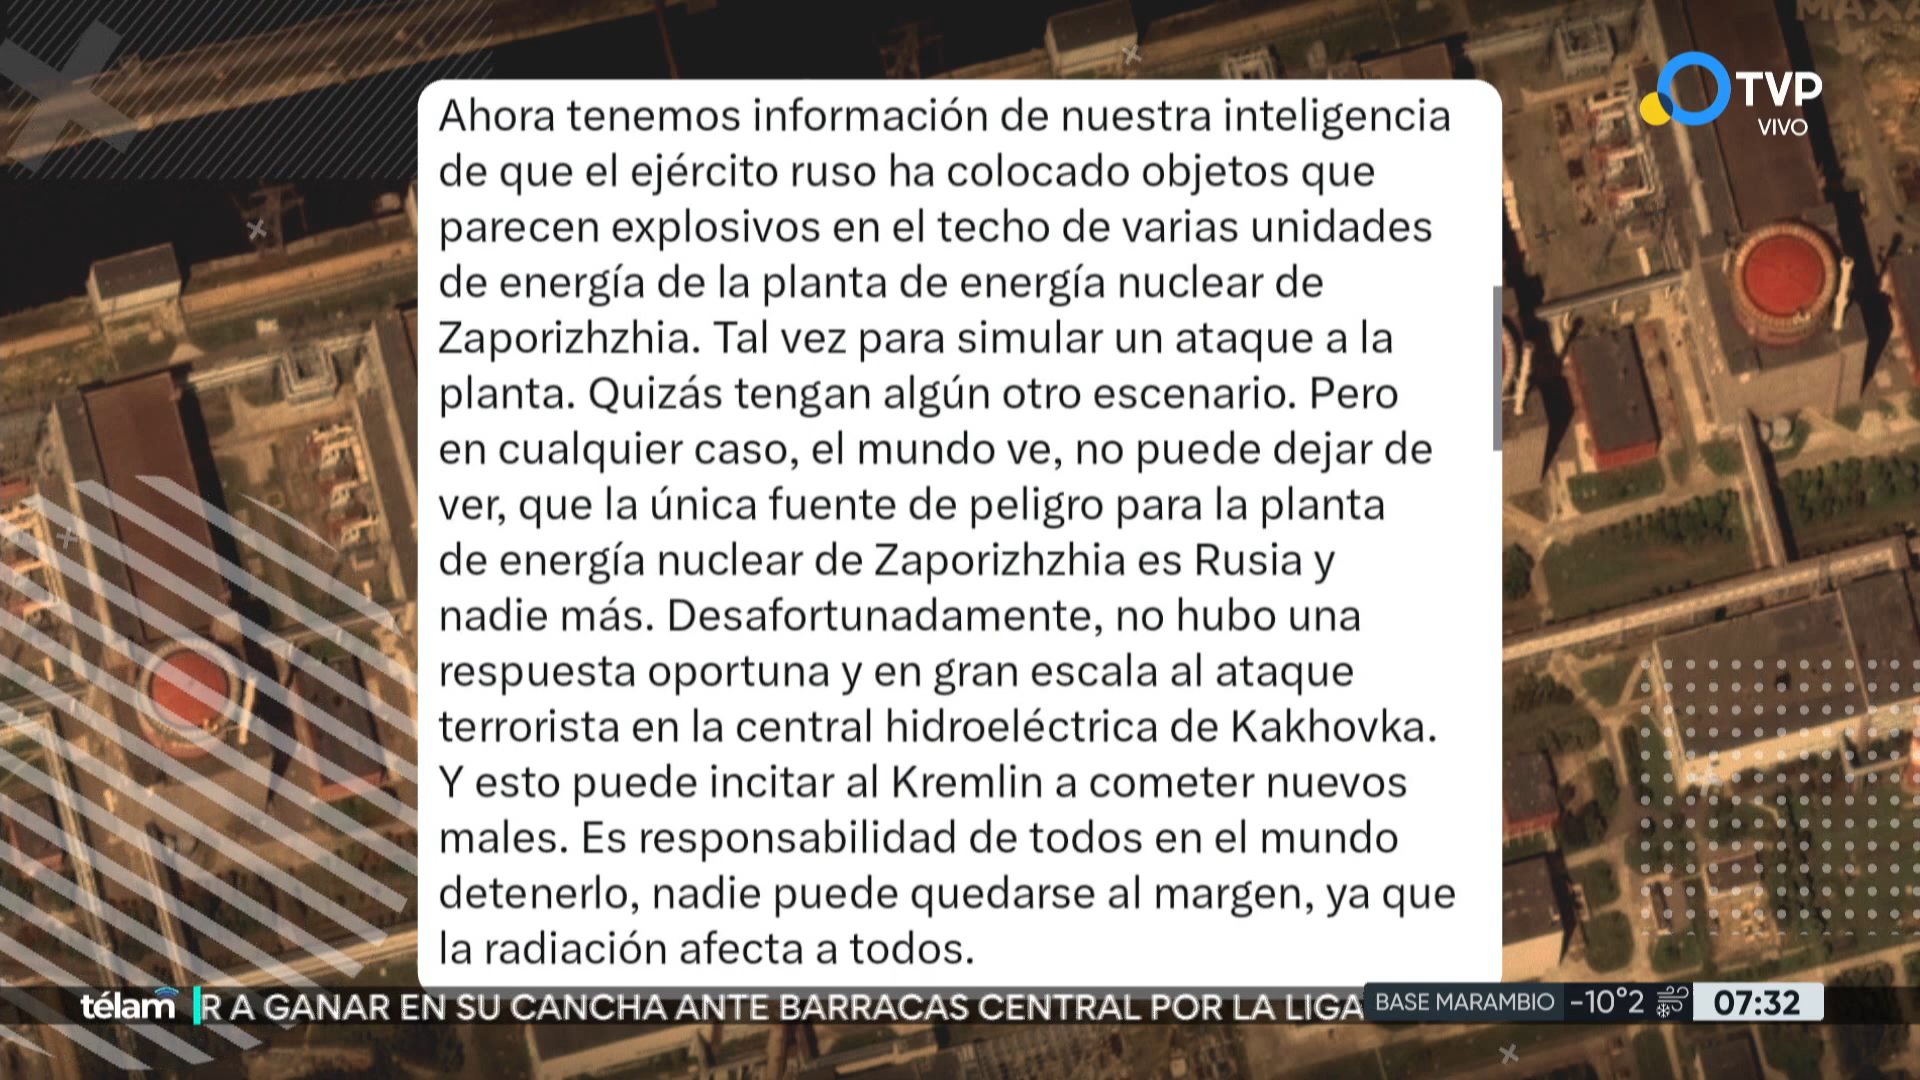 MAXA
TVP
VIVO
Ahora tenemos información de nuestra inteligencia
de que el ejército ruso ha colocado objetos que
parecen explosivos en el techo de varias unidades
de energía de la planta de energía nuclear de
Zaporizhzhia. Tal vez para simular un ataque a la
planta. Quizás tengan algún otro escenario. Pero
en cualquier caso, el mundo ve, no puede dejar de
ver, que la única fuente de peligro para la planta
de energía nuclear de Zaporizhzhia es Rusia y
nadie más. Desafortunadamente, no hubo una
respuesta oportuna y en gran escala al ataque
terrorista en la central hidroeléctrica de Kakhovka.
Y esto puede incitar al Kremlin a cometer nuevos
males. Es responsabilidad de todos en el mundo
detenerlo, nadie puede quedarse al margen, ya que
la radiación afecta a todos.
télam R A GANAR EN SU CANCHA ANTE BARRACAS CENTRAL POR LA LIGA BASE MARAMBIO -10°2 07:32